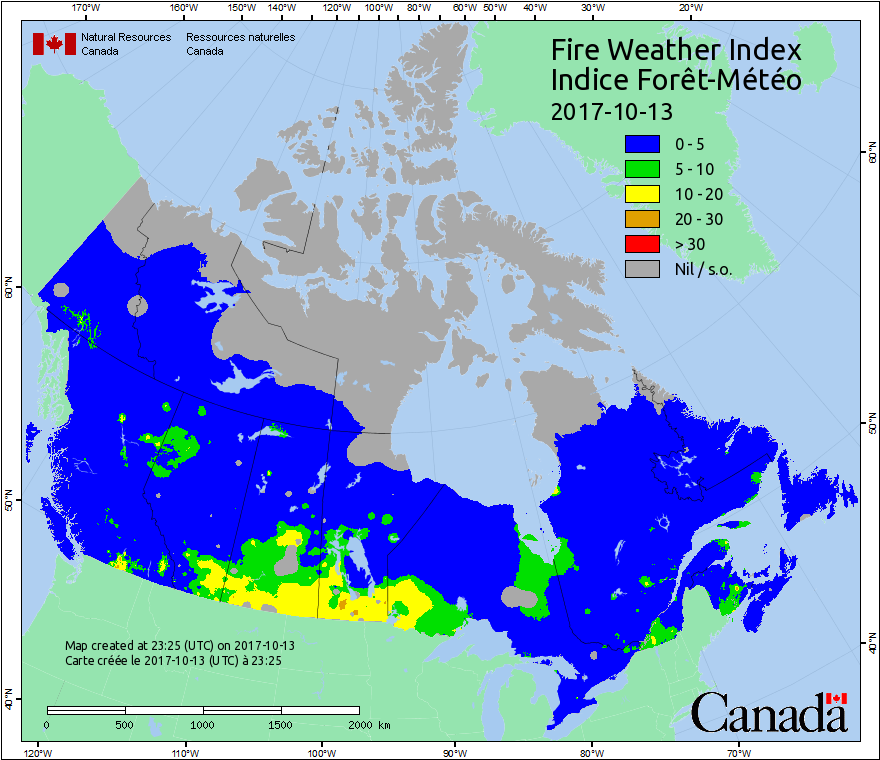 170°W 160°W 150°W 140°W 130°W 120°W 110°W 100°W 90°W 80°W 60°W 50°W 40°W 30°W 20°W
Natural Resources Ressources naturelles
Canada Canada
Fire Weather Index
Indice Forêt-Météo
2017-10-13
0 - 5
5 - 10
10 - 20
20 - 30
> 30
Nil / s.o.
60°N
60°N
50°N
50°N
40°N
40°N
Map created at 23:25 (UTC) on 2017-10-13
Carte créée le 2017-10-13 (UTC) à 23:25
0 500 1000 1500 2000 km
Canada
120°W 110°W 100°W 90°W 80°W 70°W